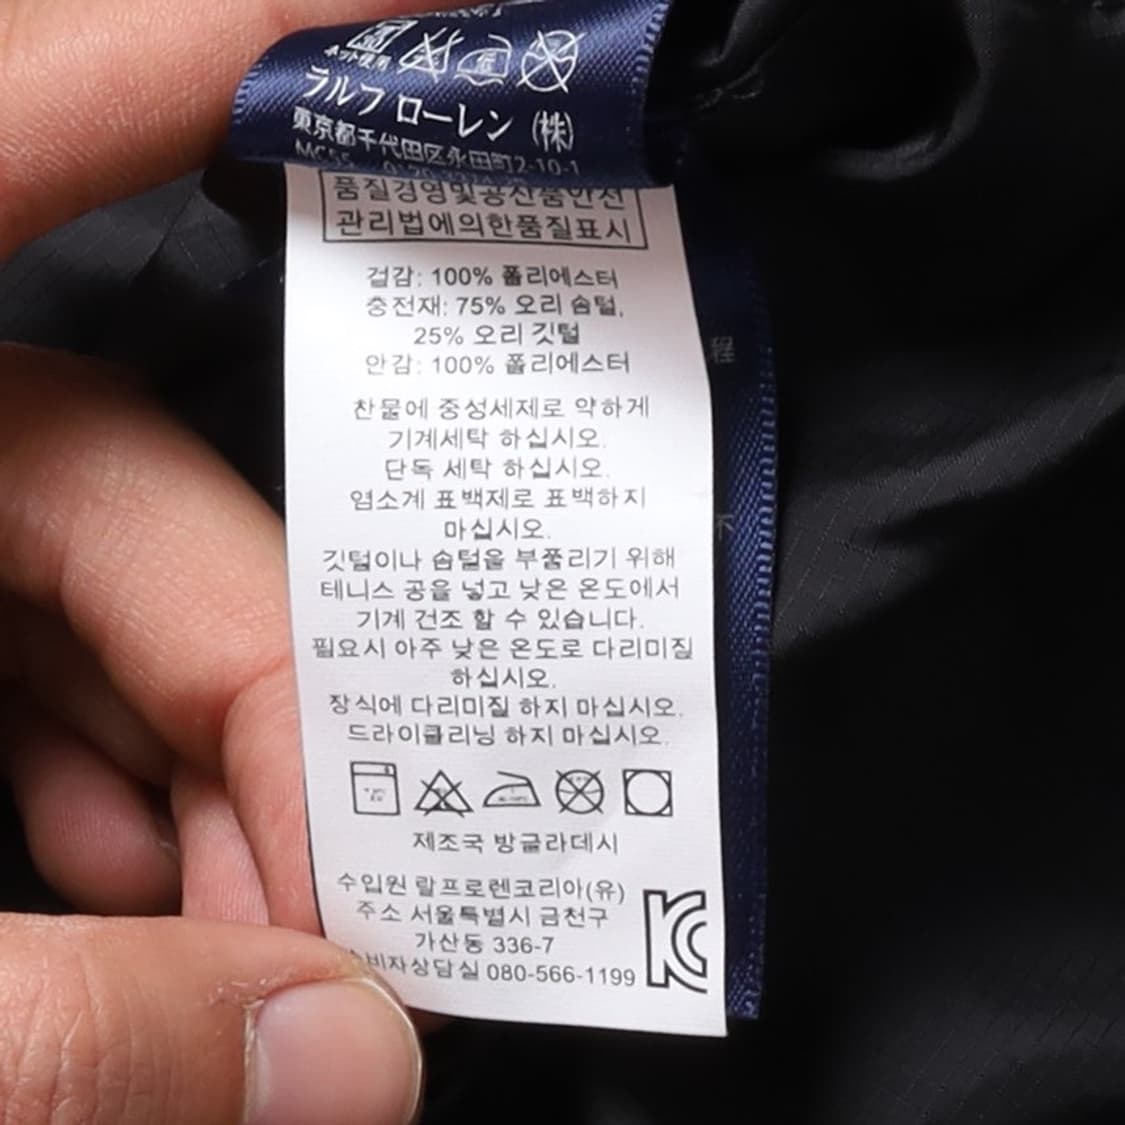 ネット使用
ラルフ ローレン (株)
東京都千代田区永田町2-10-1
품질경영및공산품안전
관리법에의한품질표시
겉감: 100% 폴리에스터
충전재: 75% 오리 솜털,
25% 오리 깃털
안감: 100% 폴리에스터
찬물에 중성세제로 약하게
기계세탁 하십시오.
단독 세탁 하십시오.
염소계 표백제로 표백하지
마십시오.
깃털이나 솜털을 부풀리기 위해
테니스 공을 넣고 낮은 온도에서
기계 건조 할 수 있습니다.
필요시 아주 낮은 온도로 다리미질
하십시오.
장식에 다리미질 하지 마십시오.
드라이클리닝 하지 마십시오.
제조국 방글라데시
수입원 랄프로렌코리아(유)
주소 서울특별시 금천구
가산동 336-7
소비자상담실 080-566-1199
程
不